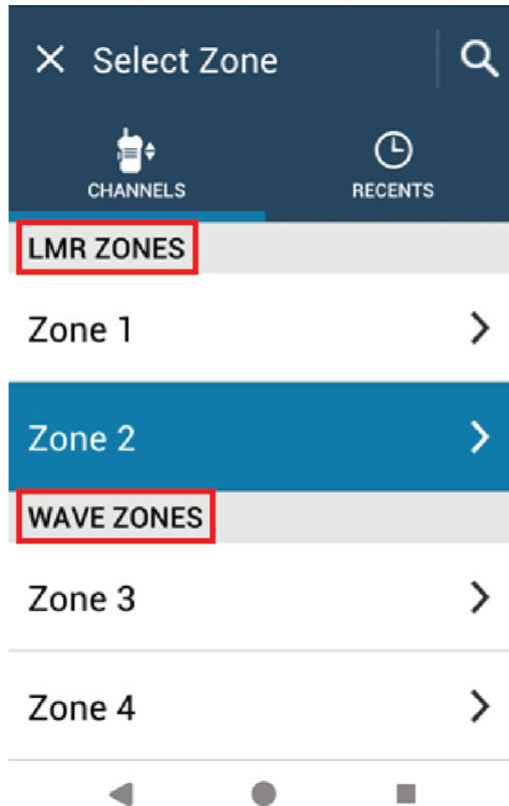 Select Zone
CHANNELS
RECENTS
LMR ZONES
Zone 1
Zone 2
WAVE ZONES
Zone 3
Zone 4